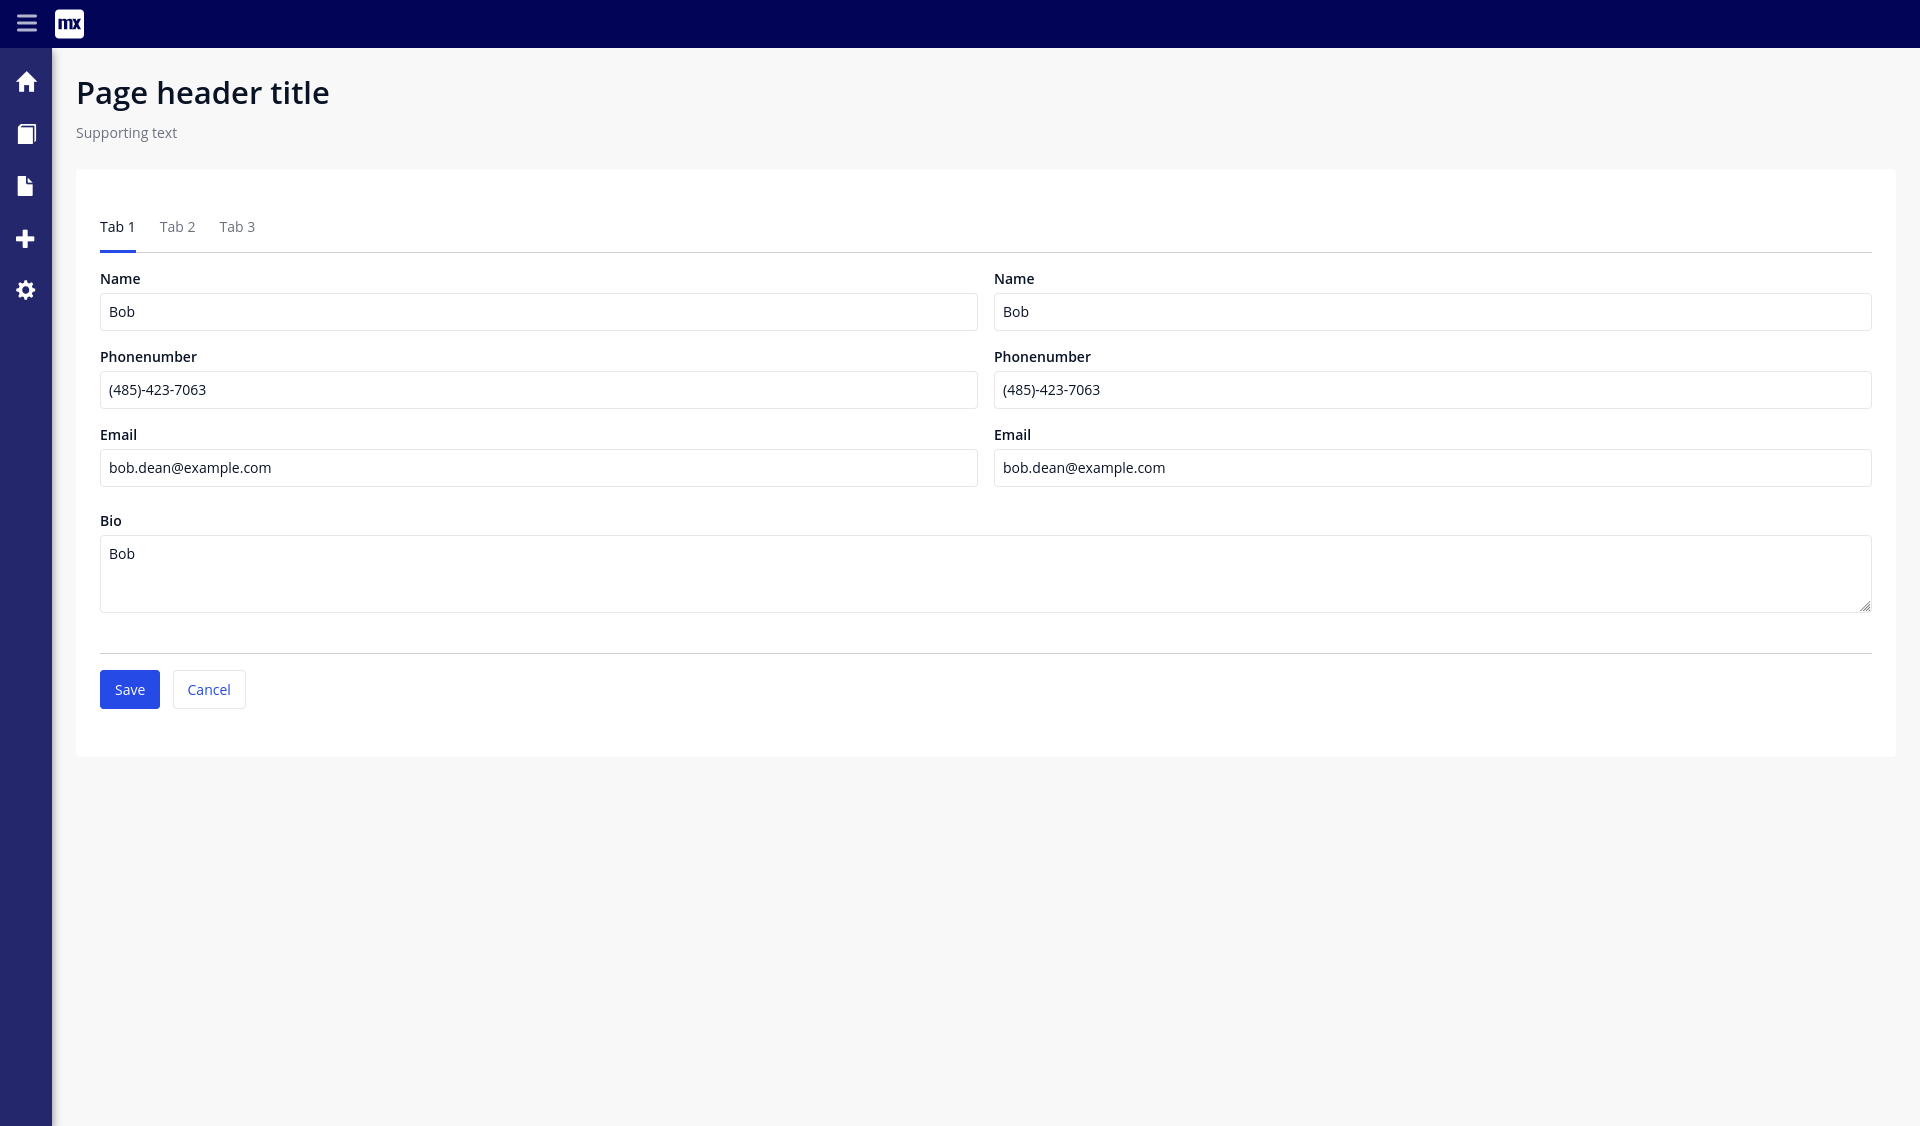 mx
Page header title
Supporting text
Tab 1 Tab 2 Tab 3
Name Name
Bob Bob
Phonenumber Phonenumber
(485)-423-7063 (485)-423-7063
Email Email
bob.dean@example.com bob.dean@example.com
Bio
Bob
Save Cancel